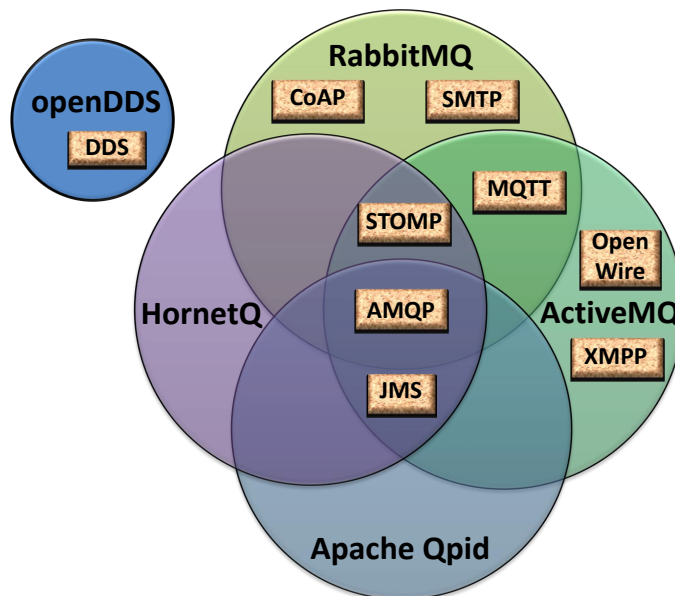 RabbitMQ
openDDS
CoAP
SMTP
DDS
MQTT
STOMP
Open
Wire
HornetQ
AMQP
ActiveMQ
XMPP
JMS
Apache Qpid